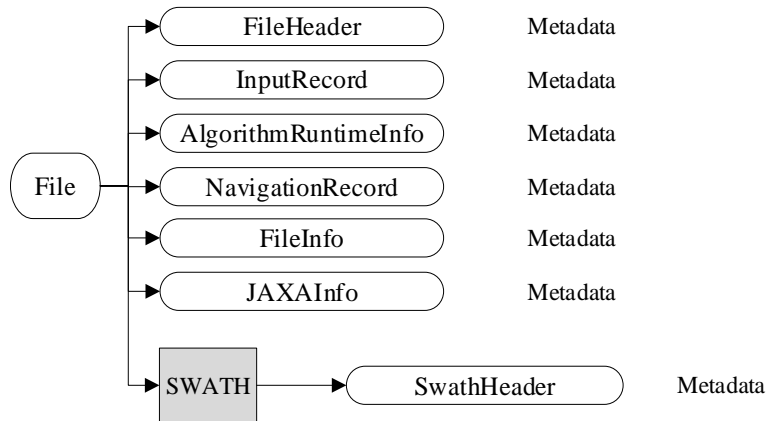 FileHeader Metadata
InputRecord Metadata
AlgorithmRuntimeInfo Metadata
File
NavigationRecord Metadata
FileInfo Metadata
JAXAInfo Metadata
SWATH SwathHeader Metadata